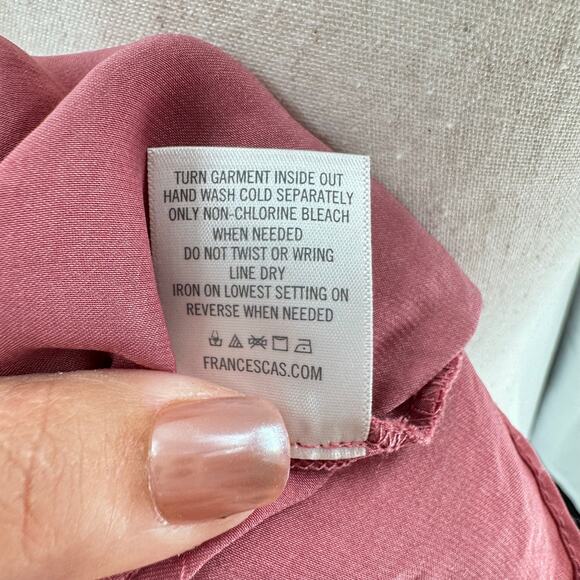 TURN GARMENT INSIDE OUT
HAND WASH COLD SEPARATELY
ONLY NON-CHLORINE BLEACH
WHEN NEEDED
DO NOT TWIST OR WRING
LINE DRY
IRON ON LOWEST SETTING ON
REVERSE WHEN NEEDED
FRANCESCAS.COM